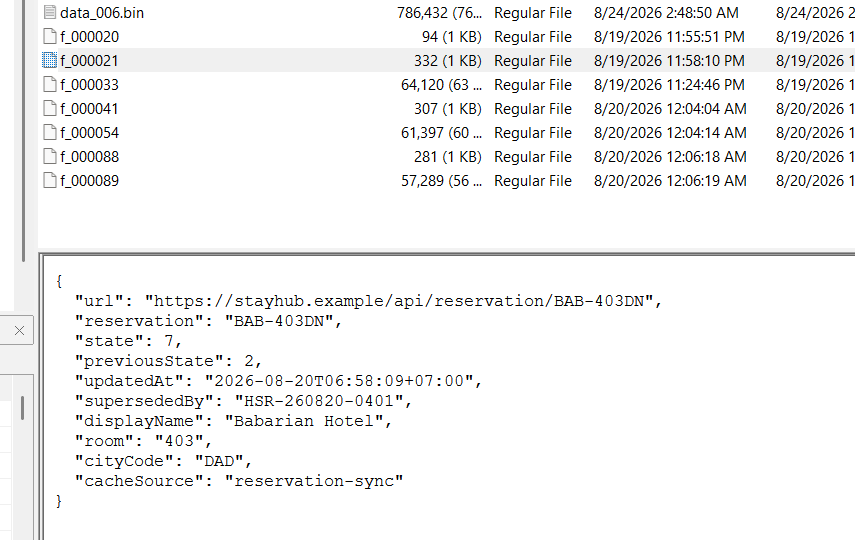 data_006.bin 786,432 (76... Regular File 8/24/2026 2:48:50 AM 8/24/2026 2
f_000020 94 (1 KB) Regular File 8/19/2026 11:55:51 PM 8/19/2026 1
f_000021 332 (1 KB) Regular File 8/19/2026 11:58:10 PM 8/19/2026 1
f_000033 64,120 (63 ... Regular File 8/19/2026 11:24:46 PM 8/19/2026 1
f_000041 307 (1 KB) Regular File 8/20/2026 12:04:04 AM 8/20/2026 1
f_000054 61,397 (60 ... Regular File 8/20/2026 12:04:14 AM 8/20/2026 1
f_000088 281 (1 KB) Regular File 8/20/2026 12:06:18 AM 8/20/2026 1
f_000089 57,289 (56 ... Regular File 8/20/2026 12:06:19 AM 8/20/2026 1
{
"url": "https://stayhub.example/api/reservation/BAB-403DN",
"reservation": "BAB-403DN",
"state": 7,
"previousState": 2,
"updatedAt": "2026-08-20T06:58:09+07:00",
"supersededBy": "HSR-260820-0401",
"displayName": "Babarian Hotel",
"room": "403",
"cityCode": "DAD",
"cacheSource": "reservation-sync"
}